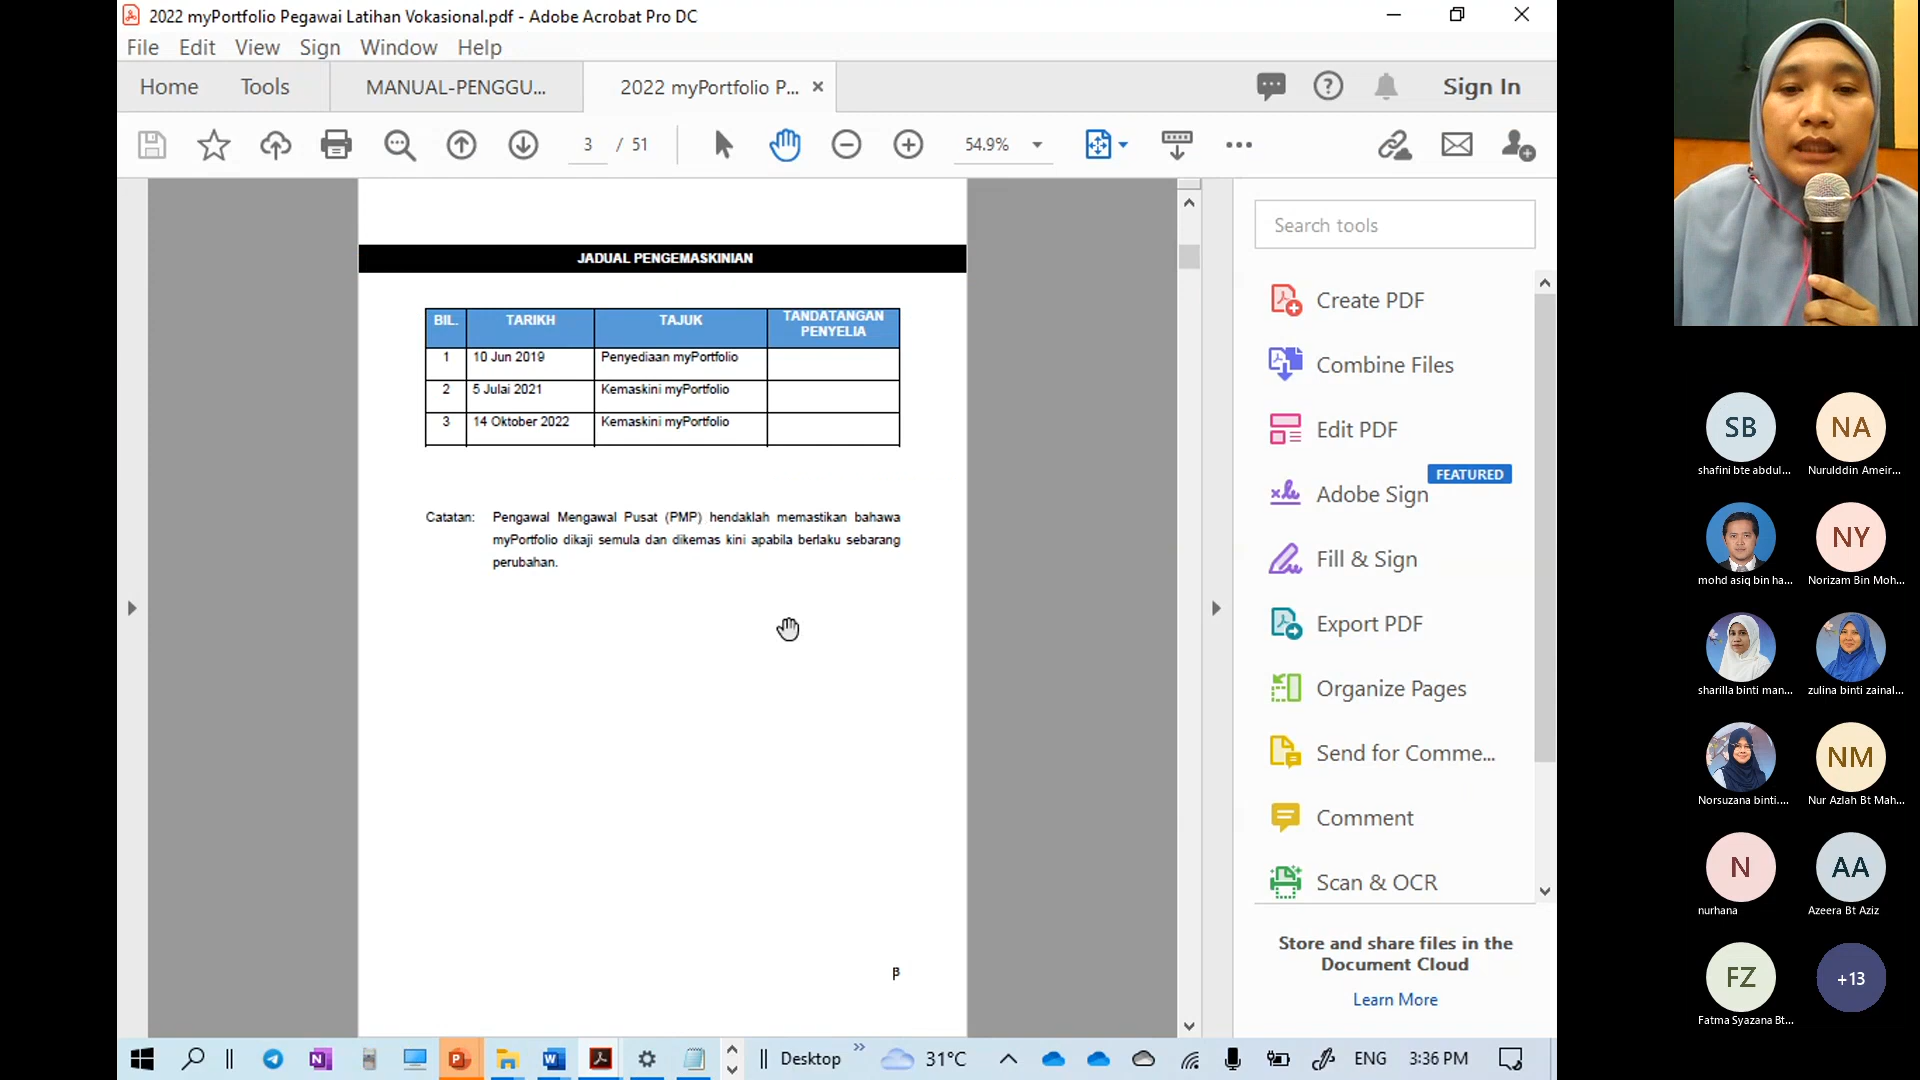 2022 myPortfolio Pegawai Latihan Vokasional.pdf - Adobe Acrobat Pro DC
File Edit View Sign Window Help
Home Tools MANUAL-PENGGU... 2022 myPortfolio P... Sign In
3 / 51 54.9%
JADUAL PENGEMASKINIAN
BIL. TARIKH TAJUK TANDATANGAN PENYELIA
1 10 Jun 2019 Penyediaan myPortfolio
2 5 Julai 2021 Kemaskini myPortfolio
3 14 Oktober 2022 Kemaskini myPortfolio
Catatan: Pengawal Mengawal Pusat (PMP) hendaklah memastikan bahawa
myPortfolio dikaji semula dan dikemas kini apabila berlaku sebarang
perubahan.
Search tools
Create PDF
Combine Files
Edit PDF
FEATURED
Adobe Sign
Fill & Sign
Export PDF
Organize Pages
Send for Comme...
Comment
Scan & OCR
Store and share files in the
Document Cloud
Learn More
Desktop 31°C ENG 3:36 PM
SB NA
shafini bte abdul... Nurulddin Ameir...
NY
mohd asiq bin ha... Norizam Bin Moh...
sharilla binti man... zulina binti zainal...
NM
Norsuzana binti.... Nur Azlah Bt Mah...
N AA
nurhana Azeera Bt Aziz
FZ +13
Fatma Syazana Bt...